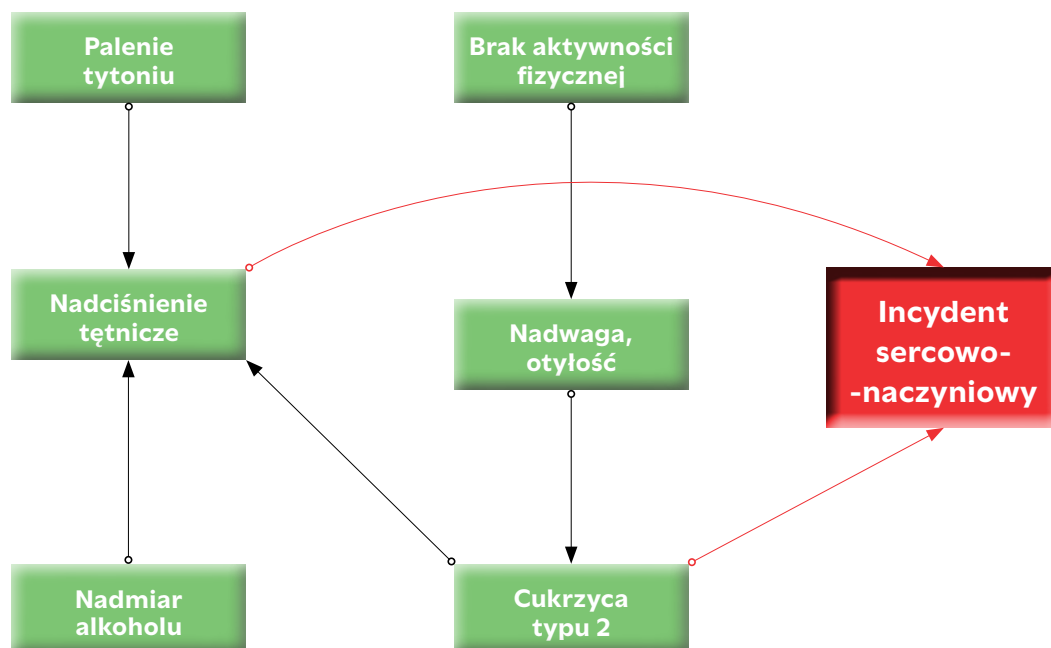 Palenie
tytoniu
Brak aktywności
fizycznej
Nadciśnienie
tętnicze
Nadwaga,
otyłość
Incydent
sercowo-
-naczyniowy
Nadmiar
alkoholu
Cukrzyca
typu 2